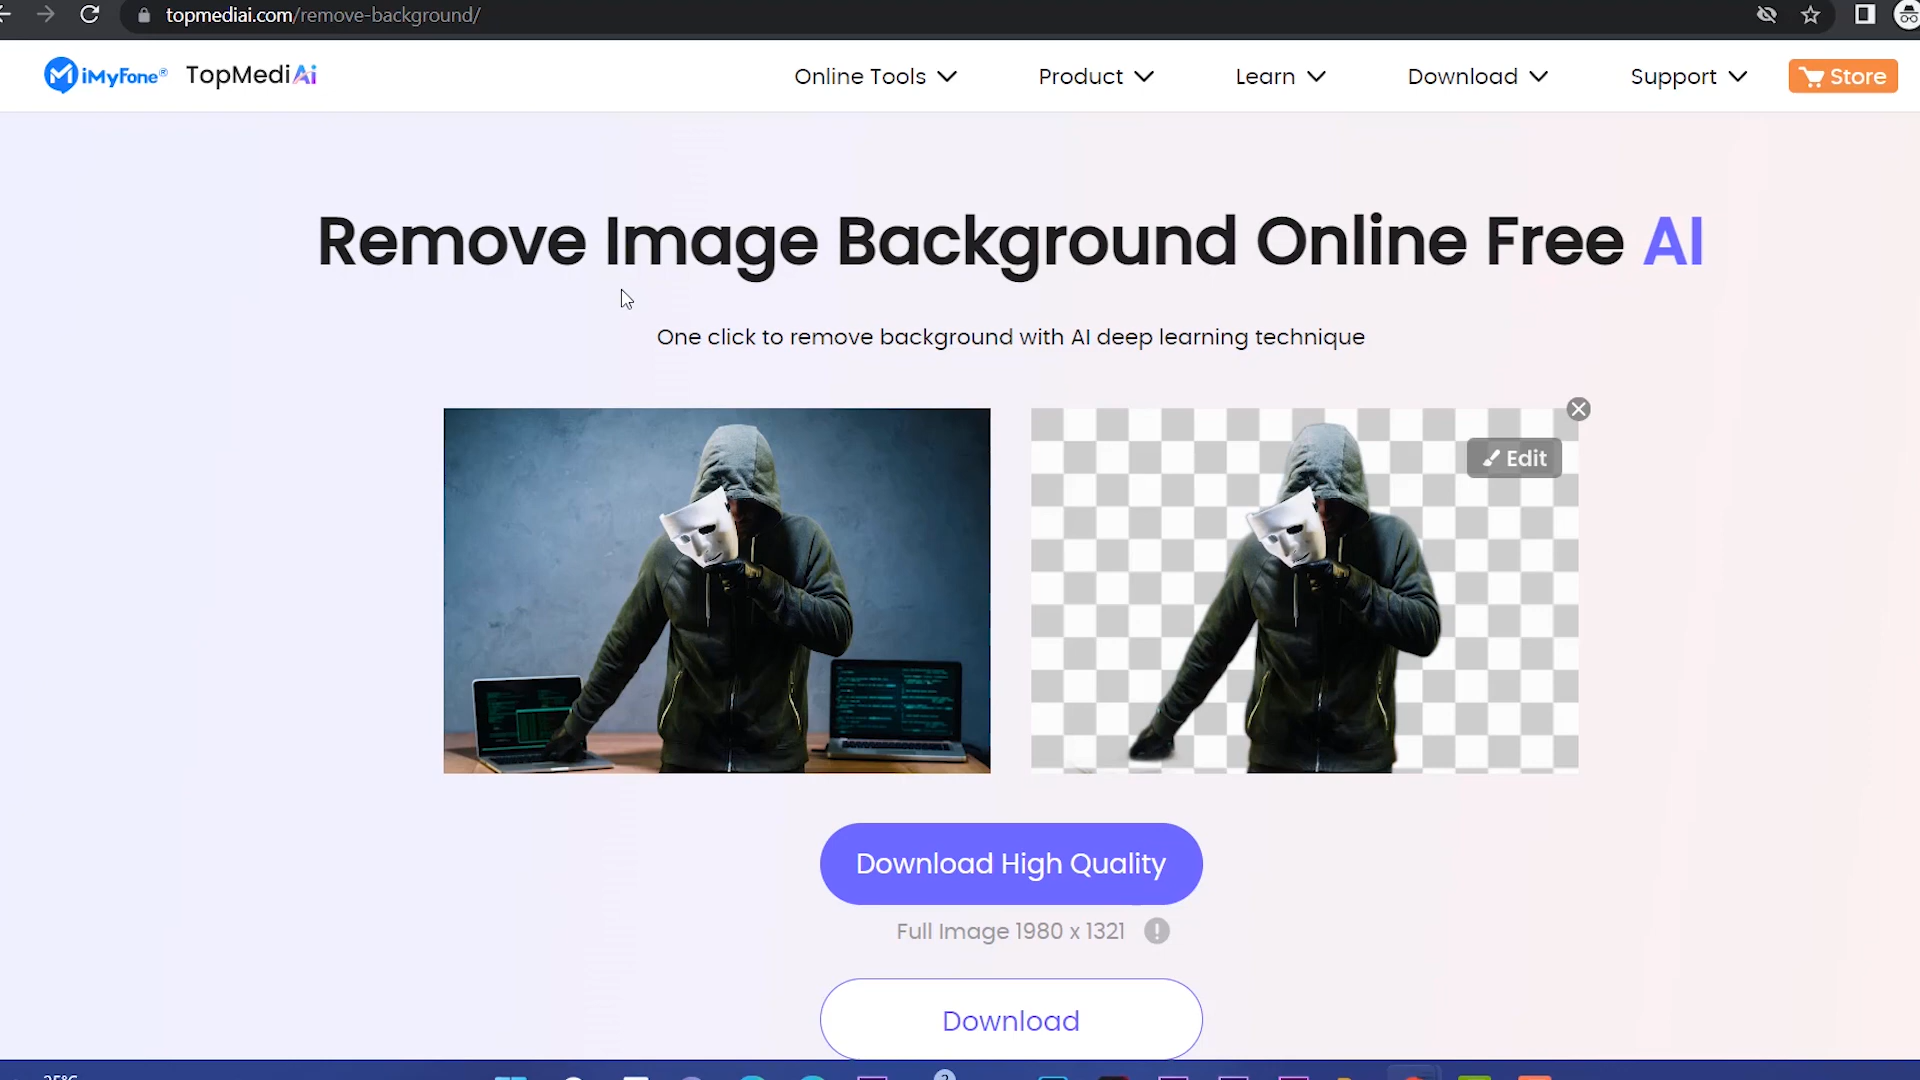 topmediai.com/remove-background/
iMyFone® TopMediAi
Online Tools
Product
Learn
Download
Support
Store
Remove Image Background Online Free AI
One click to remove background with AI deep learning technique
Edit
Download High Quality
Full Image 1980 x 1321
Download